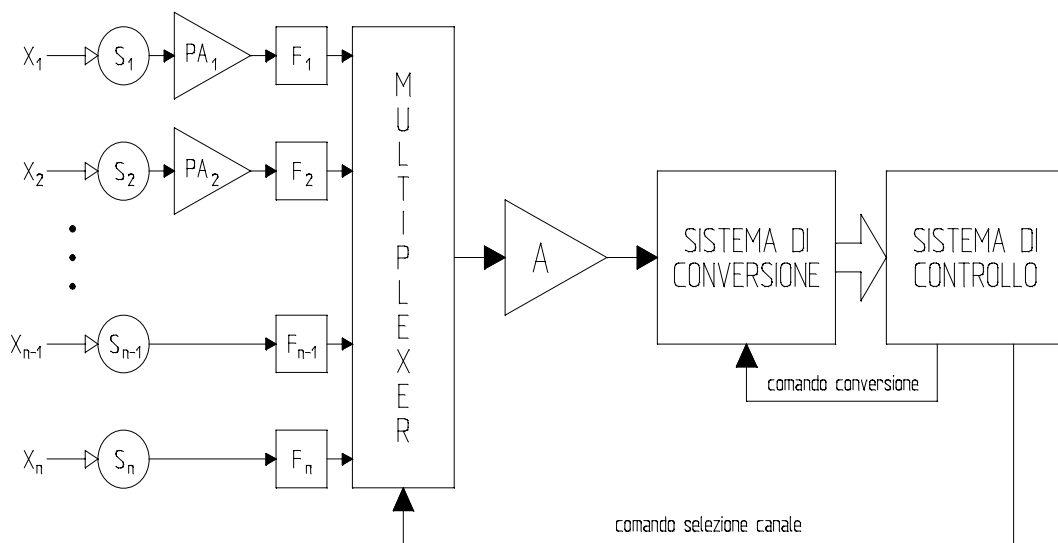 X1 S1 PA1 F1
X2 S2 PA2 F2
Xn-1 Sn-1 Fn-1
Xn Sn Fn
MULTIPLEXER
A
SISTEMA DI
CONVERSIONE
SISTEMA DI
CONTROLLO
comando conversione
comando selezione canale